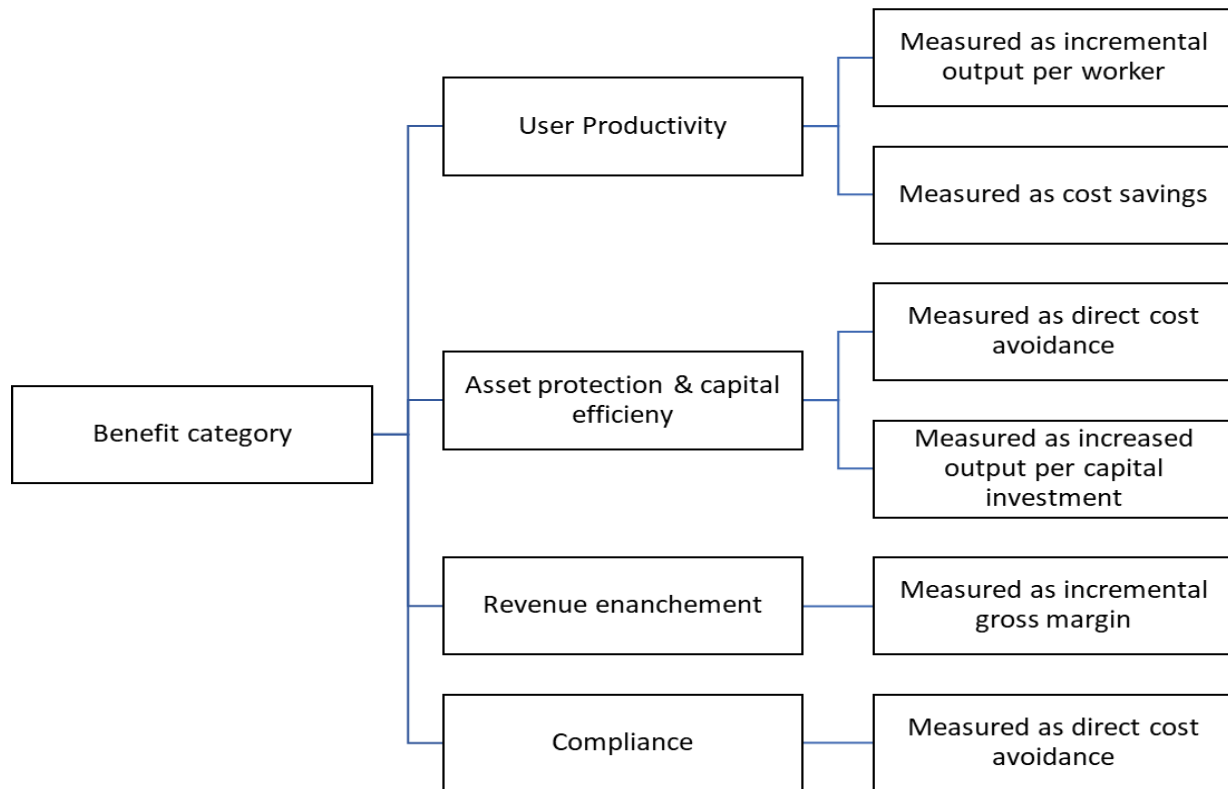 Measured as incremental
output per worker
User Productivity
Measured as cost savings
Measured as direct cost
avoidance
Asset protection & capital
efficieny
Benefit category
Measured as increased
output per capital
investment
Revenue enanchement
Measured as incremental
gross margin
Compliance
Measured as direct cost
avoidance